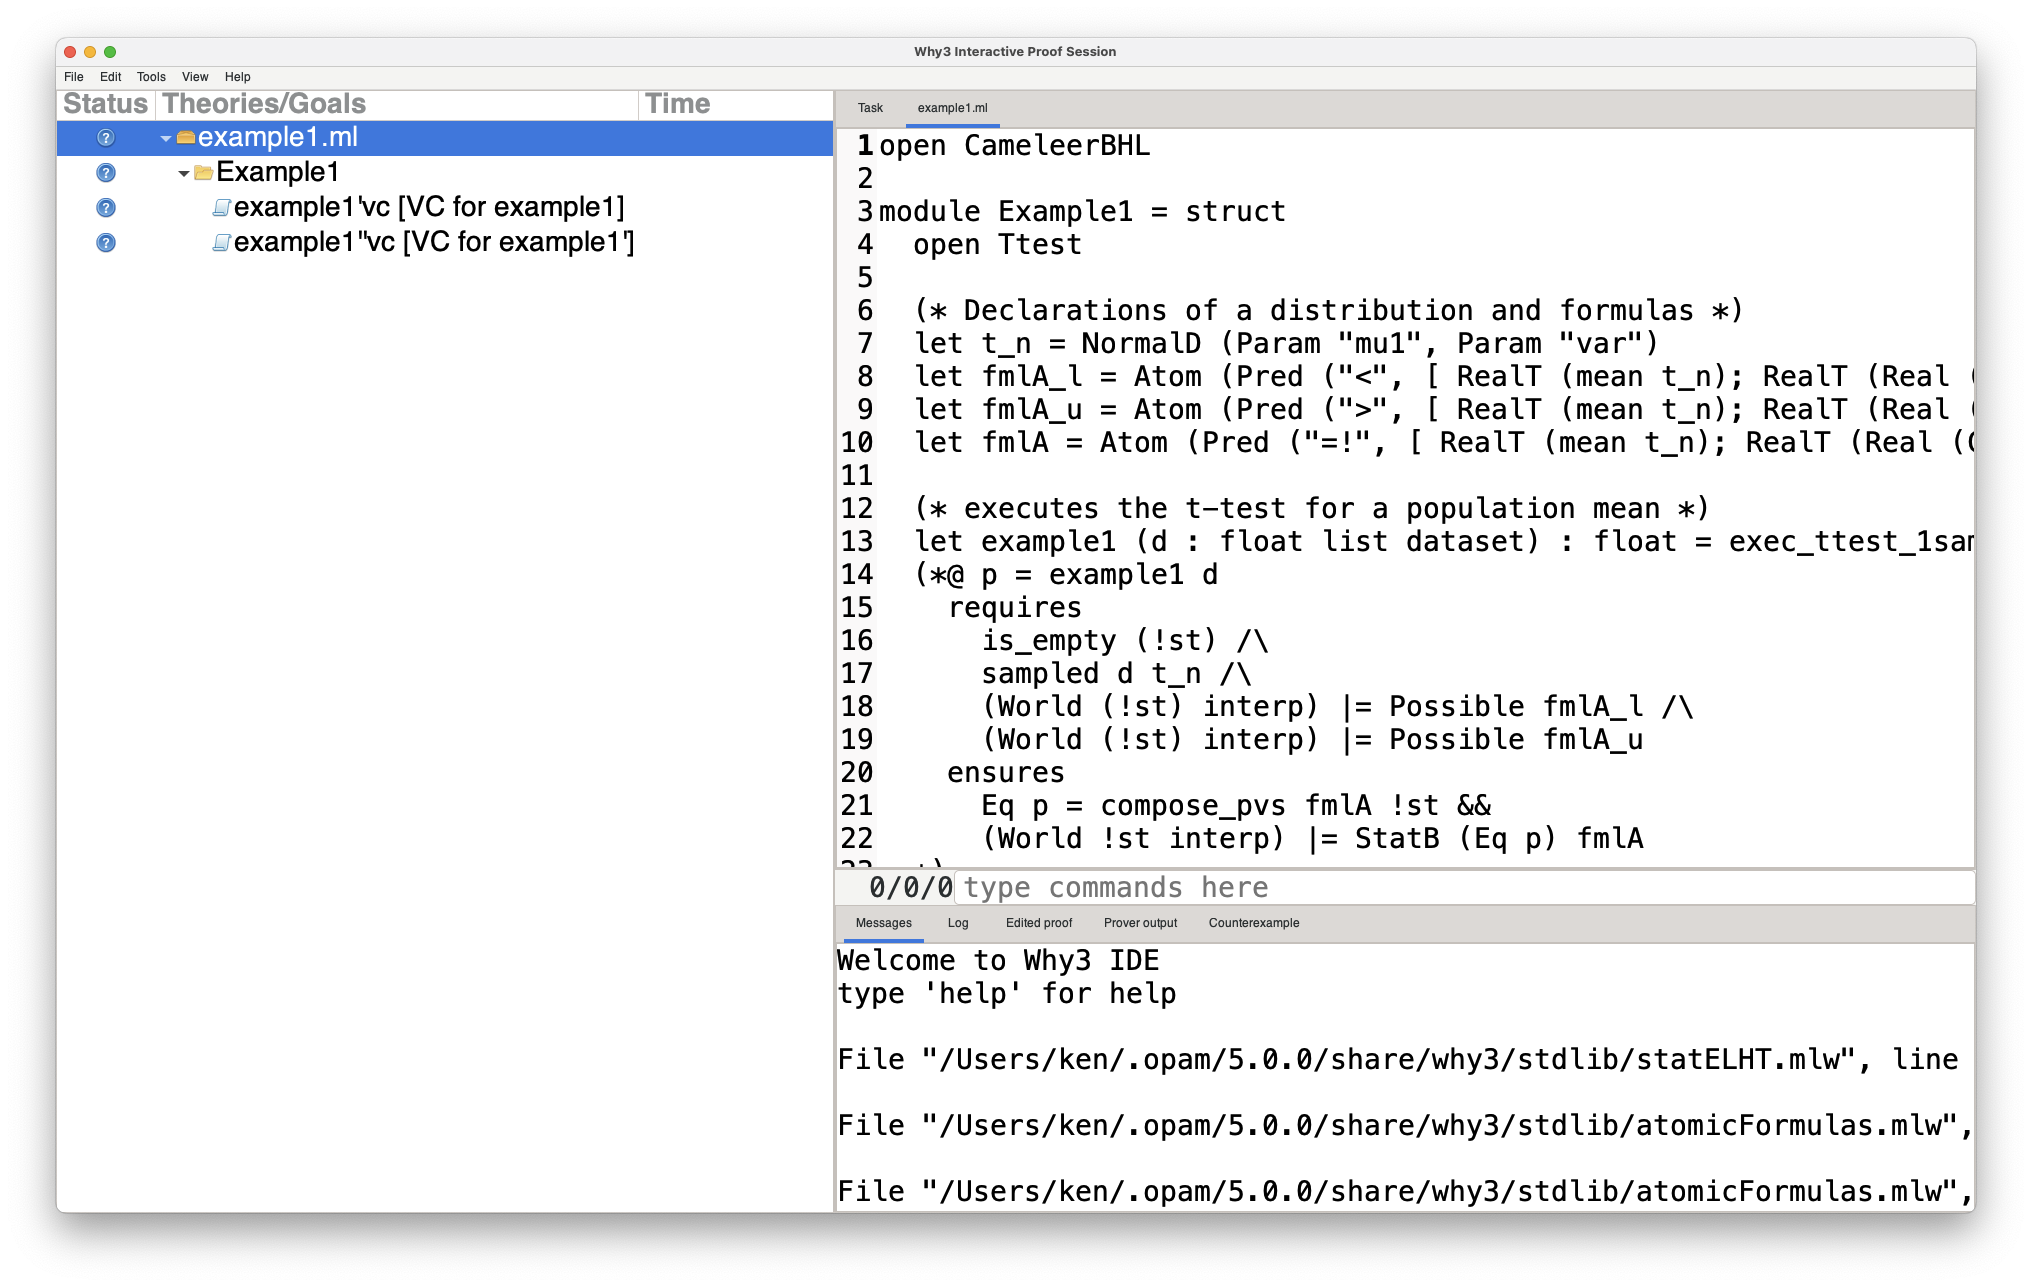 Why3 Interactive Proof Session
File Edit Tools View Help
Status Theories/Goals Time
example1.ml
Example1
example1'vc [VC for example1]
example1''vc [VC for example1']
Task example1.ml
1 open CameleerBHL
2
3 module Example1 = struct
4 open Ttest
5
6 (* Declarations of a distribution and formulas *)
7 let t_n = NormalD (Param "mu1", Param "var")
8 let fmlA_l = Atom (Pred ("<", [ RealT (mean t_n); RealT (Real (
9 let fmlA_u = Atom (Pred (">", [ RealT (mean t_n); RealT (Real (
10 let fmlA = Atom (Pred ("=!", [ RealT (mean t_n); RealT (Real (
11
12 (* executes the t-test for a population mean *)
13 let example1 (d : float list dataset) : float = exec_ttest_1sam
14 (*@ p = example1 d
15 requires
16 is_empty (!st) /\
17 sampled d t_n /\
18 (World (!st) interp) |= Possible fmlA_l /\
19 (World (!st) interp) |= Possible fmlA_u
20 ensures
21 Eq p = compose_pvs fmlA !st &&
22 (World !st interp) |= StatB (Eq p) fmlA
0/0/0 type commands here
Messages Log Edited proof Prover output Counterexample
Welcome to Why3 IDE
type 'help' for help
File "/Users/ken/.opam/5.0.0/share/why3/stdlib/statELHT.mlw", line
File "/Users/ken/.opam/5.0.0/share/why3/stdlib/atomicFormulas.mlw",
File "/Users/ken/.opam/5.0.0/share/why3/stdlib/atomicFormulas.mlw",